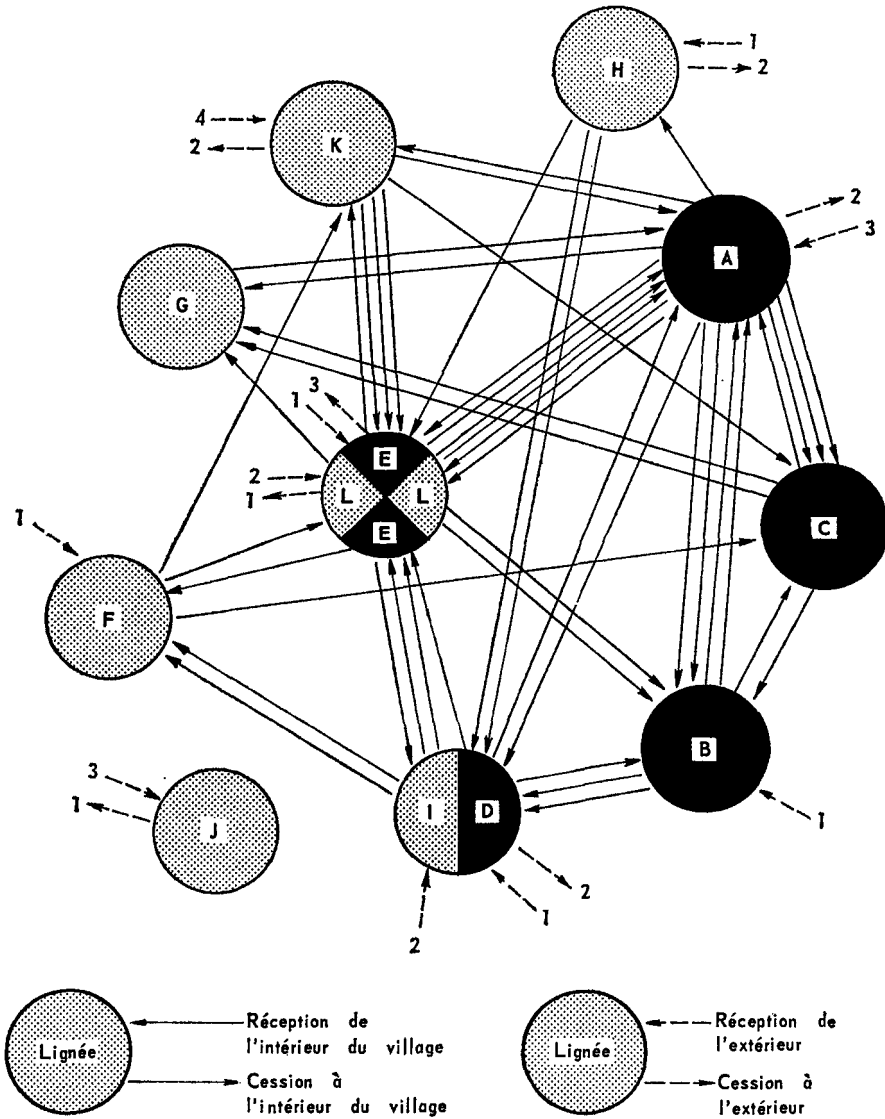 1
H
2
4
K
2
2
A
3
G
3
1
E
2
L
L
1
E
C
1
F
B
3
1
J
I
D
1
2
1
2
Réception de
l'intérieur du village
Lignée
Cession à
l'intérieur du village
Réception de
l'extérieur
Lignée
Cession à
l'extérieur